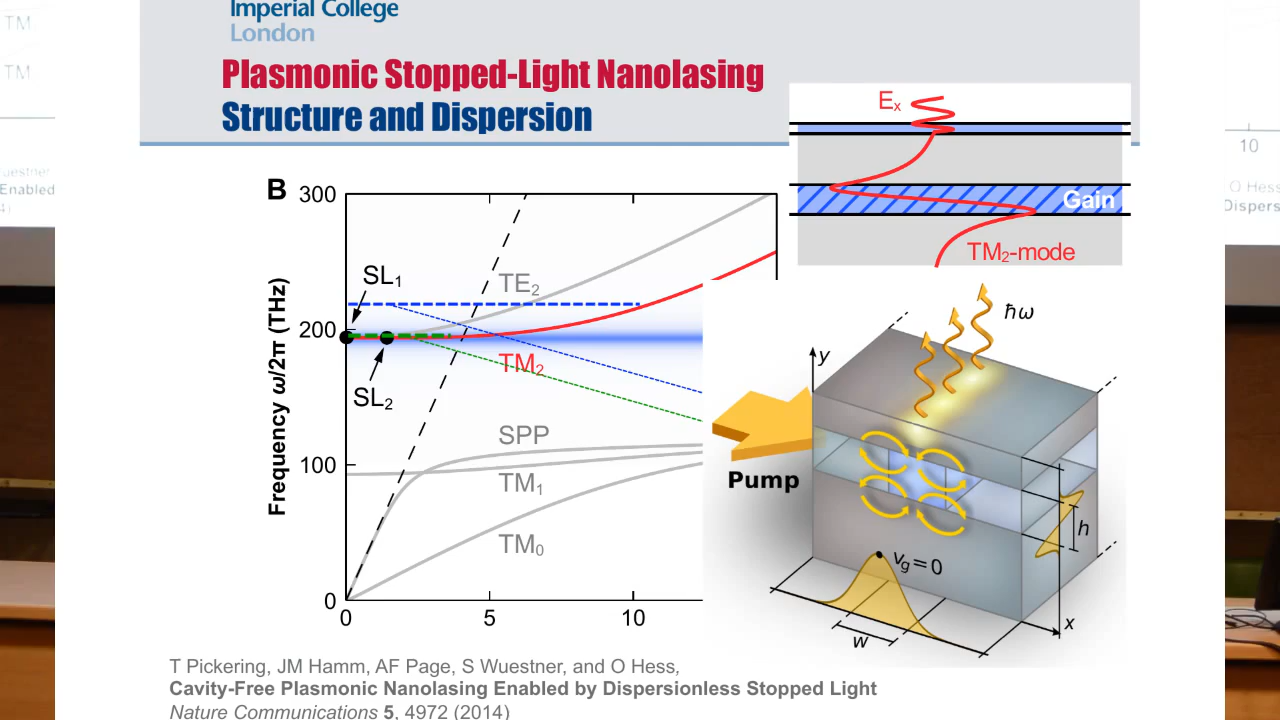 Imperial College
London
Plasmonic Stopped-Light Nanolasing
Structure and Dispersion
Ex
Gain
TM2-mode
B
300
200
100
0
Frequency ω/2π (THz)
SL1
SL2
TE2
TM2
SPP
TM1
TM0
0
5
10
ħω
y
Pump
vg=0
h
w
x
T Pickering, JM Hamm, AF Page, S Wuestner, and O Hess,
Cavity-Free Plasmonic Nanolasing Enabled by Dispersionless Stopped Light
Nature Communications 5, 4972 (2014)
TM
TM
Enabled
4)
10
O Hess